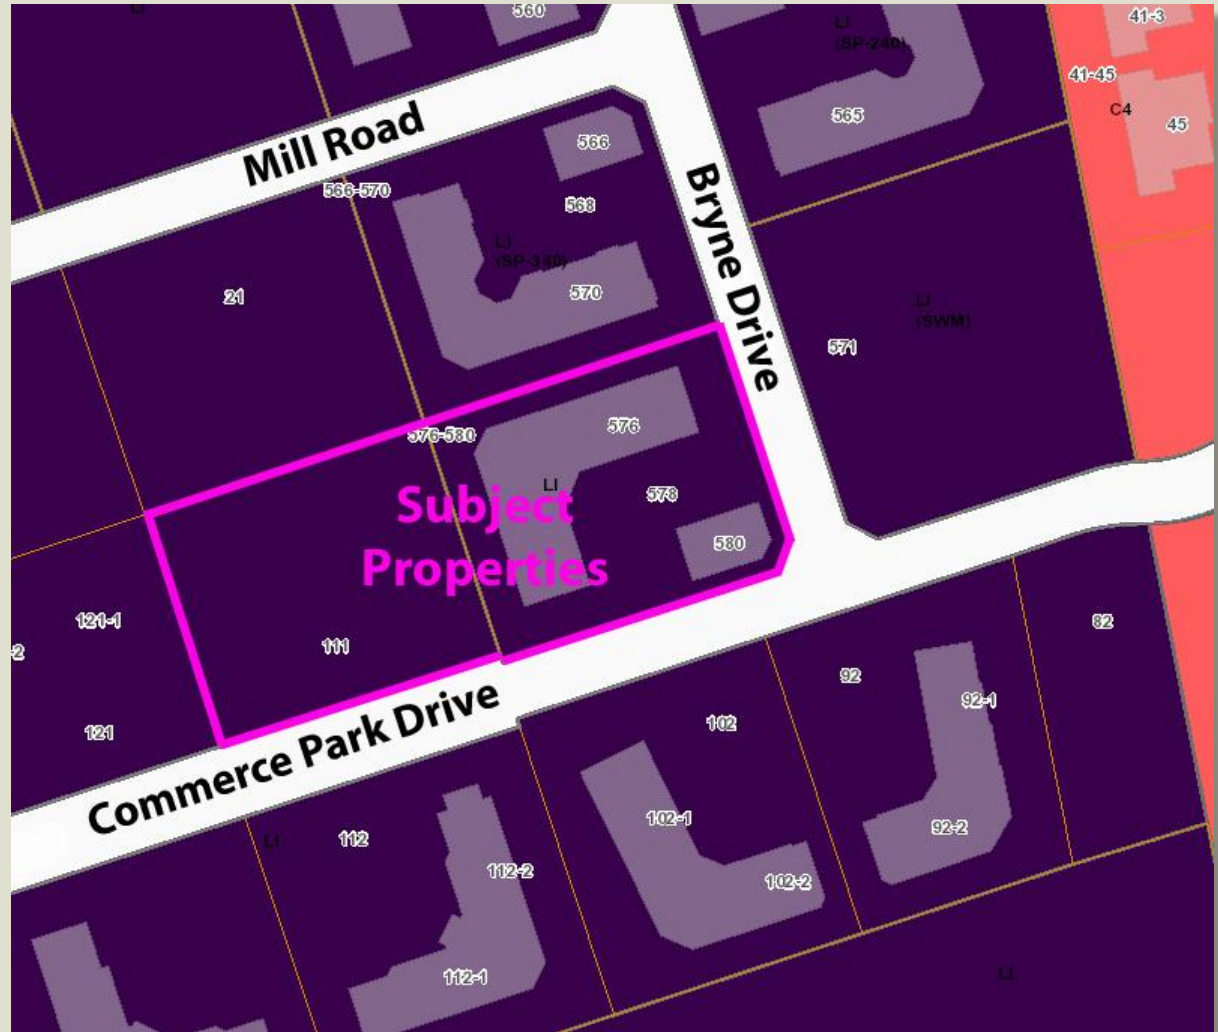 LI
560
LI
(SP-240)
41-3
41-45
C4
45
565
566
Mill Road
566-570
568
Bryne Drive
LI
(SP-340)
21
570
LI
(SWM)
571
576
576-580
LI
578
Subject
Properties
580
121-1
111
-2
82
92
121
92-1
102
Commerce Park Drive
102-1
92-2
LI
112
112-2
102-2
112-1
LI